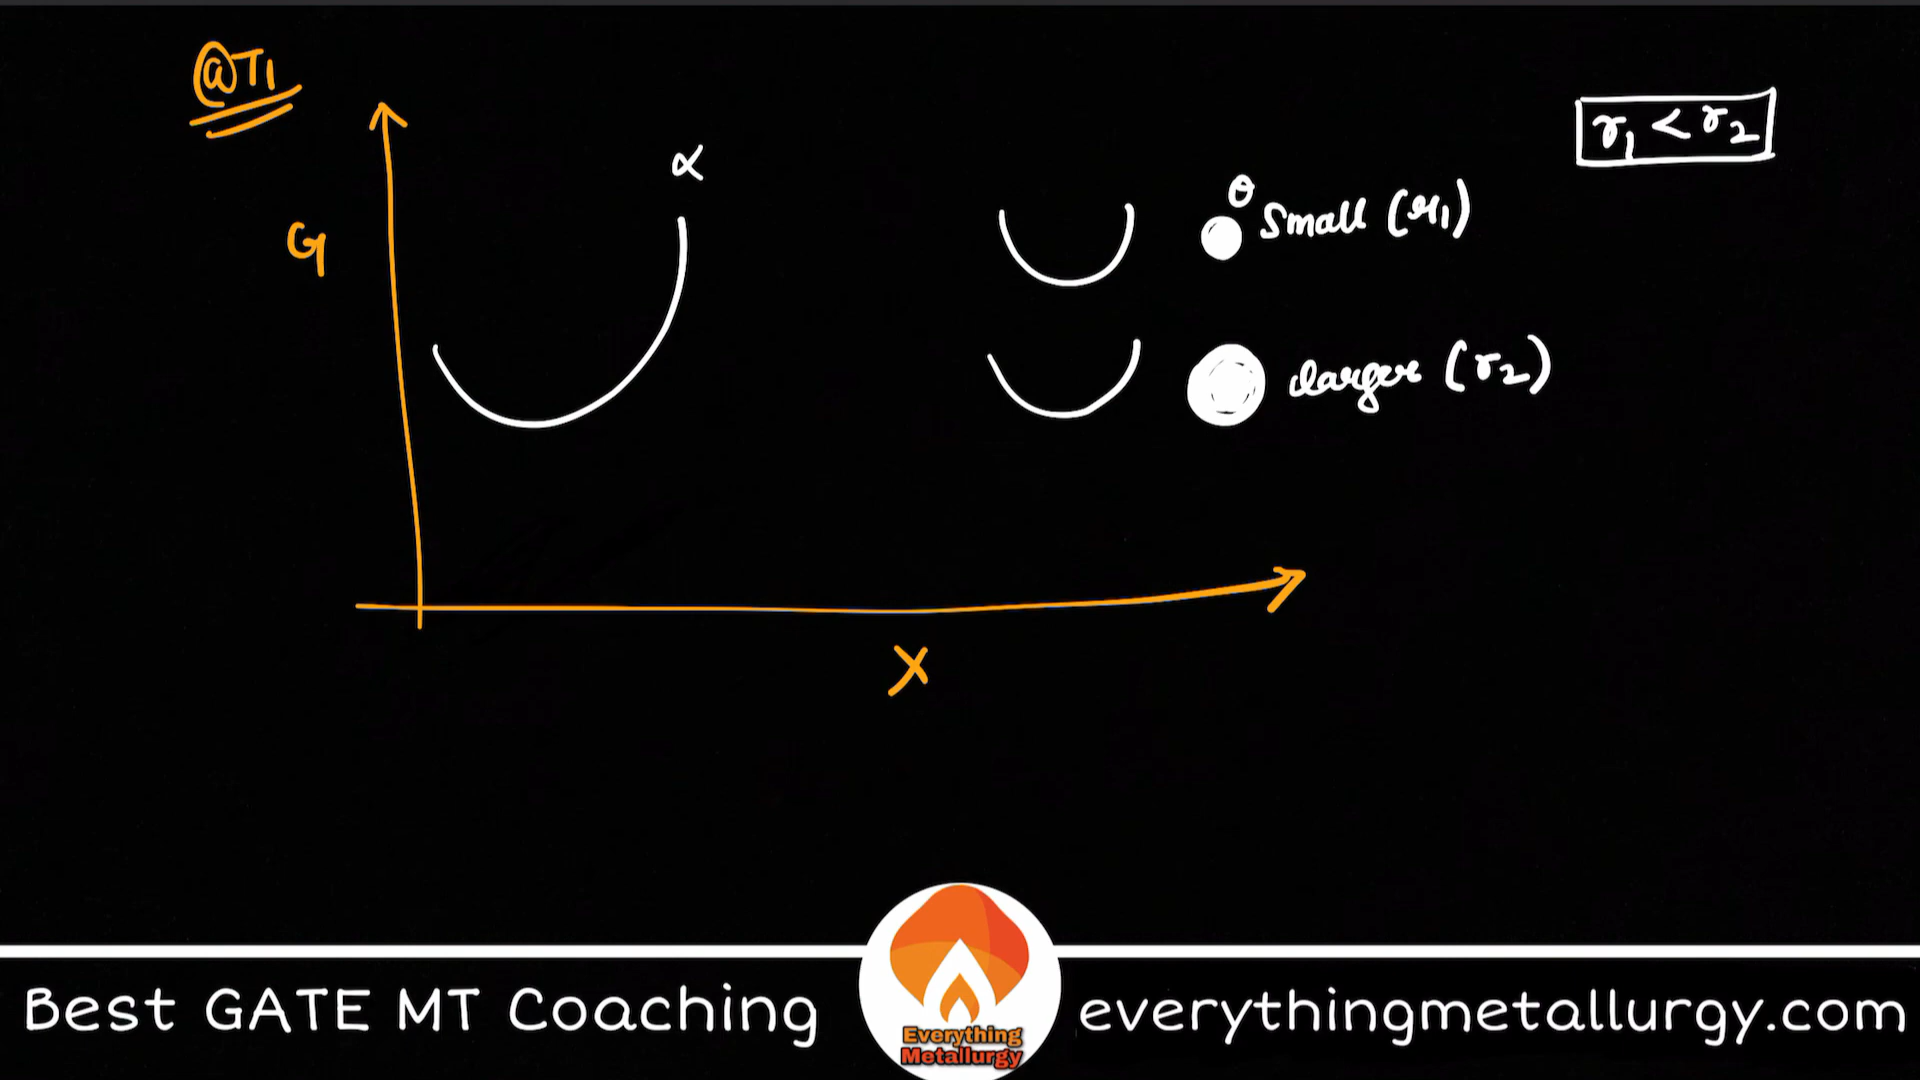 @T1
r1 < r2
α
θ
Small (r1)
G
larger (r2)
X
Best GATE MT Coaching
everythingmetallurgy.com
Everything
Metallurgy